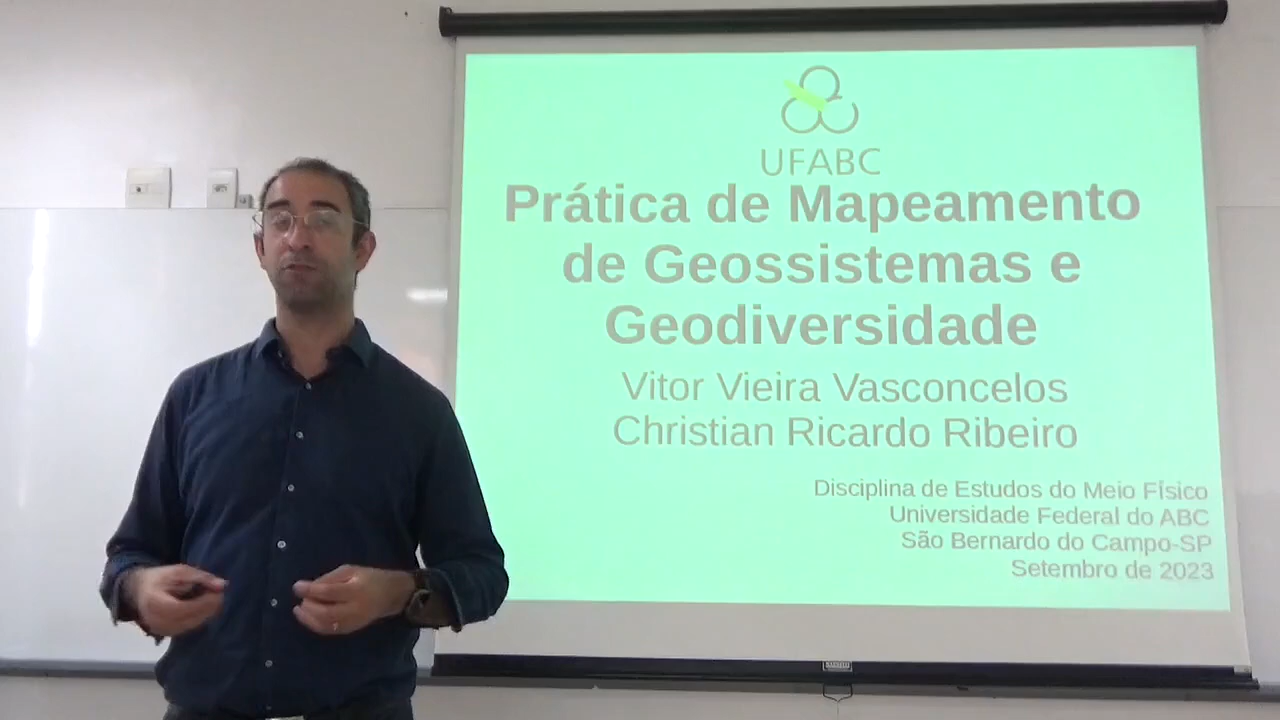 UFABC
Prática de Mapeamento
de Geossistemas e
Geodiversidade
Vitor Vieira Vasconcelos
Christian Ricardo Ribeiro
Disciplina de Estudos do Meio Físico
Universidade Federal do ABC
São Bernardo do Campo-SP
Setembro de 2023